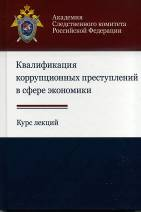 Академия
Следственного комитета
Российской Федерации
Квалификация
коррупционных преступлений
в сфере экономики
Курс лекций